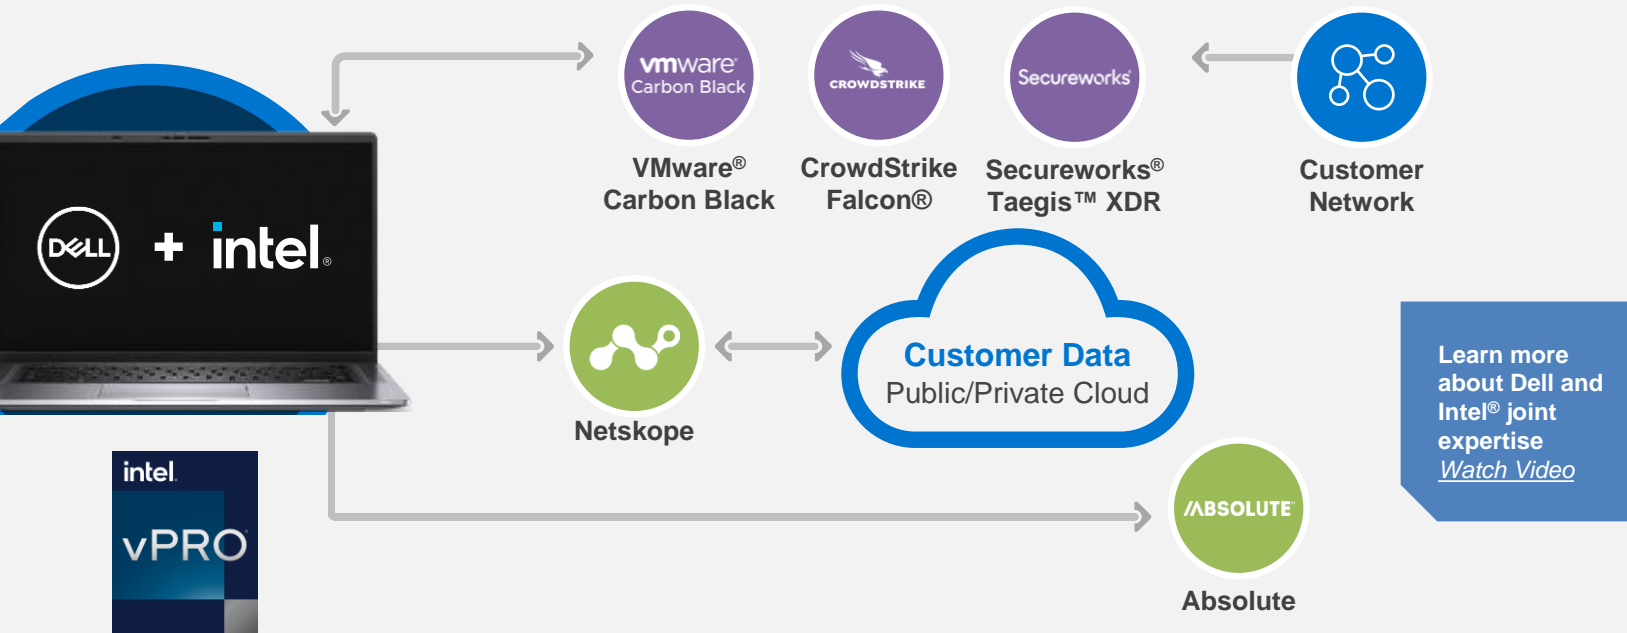 vmware®
Carbon Black
CROWDSTRIKE
Secureworks®
VMware®
Carbon Black
CrowdStrike
Falcon®
Secureworks®
Taegis™ XDR
Customer
Network
DELL + intel®
Netskope
Customer Data
Public/Private Cloud
Learn more
about Dell and
Intel® joint
expertise
Watch Video
intel
vPRO
ABSOLUTE
Absolute